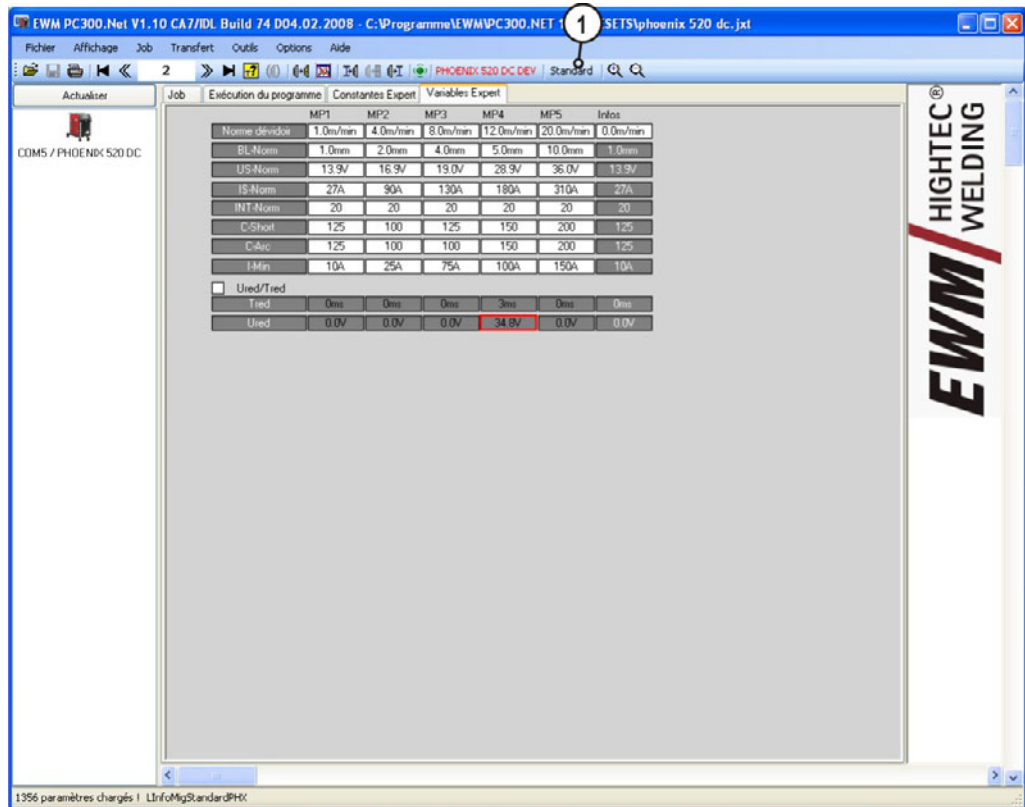 EWM PC300.Net V1.10 CA7/IDL Build 74 D04.02.2008 - C:\Programme\EWM\PC300.NET 1 ESETS\phoenix 520 dc.jxt
1
Fichier Affichage Job Transfert Outils Options Aide
2 PHOENIX 520 DC DEV Standard
Actualiser
COM5 / PHOENIX 520 DC
Job Exécution du programme Constantes Expert Variables Expert
MP1 MP2 MP3 MP4 MP5 Infos
Norme dévidoir 1.0m/min 4.0m/min 8.0m/min 12.0m/min 20.0m/min 0.0m/min
BL-Norm 1.0mm 2.0mm 4.0mm 5.0mm 10.0mm 1.0mm
US-Norm 13.9V 16.9V 19.0V 28.9V 36.0V 13.9V
IS-Norm 27A 90A 130A 180A 310A 27A
INT-Norm 20 20 20 20 20 20
C-Short 125 100 125 150 200 125
C-Arc 125 100 100 150 200 125
I-Min 10A 25A 75A 100A 150A 10A
Ured/Tred
Tred 0ms 0ms 0ms 3ms 0ms 0ms
Ured 0.0V 0.0V 0.0V 34.8V 0.0V 0.0V
EWM HIGHTEC®
WELDING
1356 paramètres chargés ! LInfoMigStandardPHX